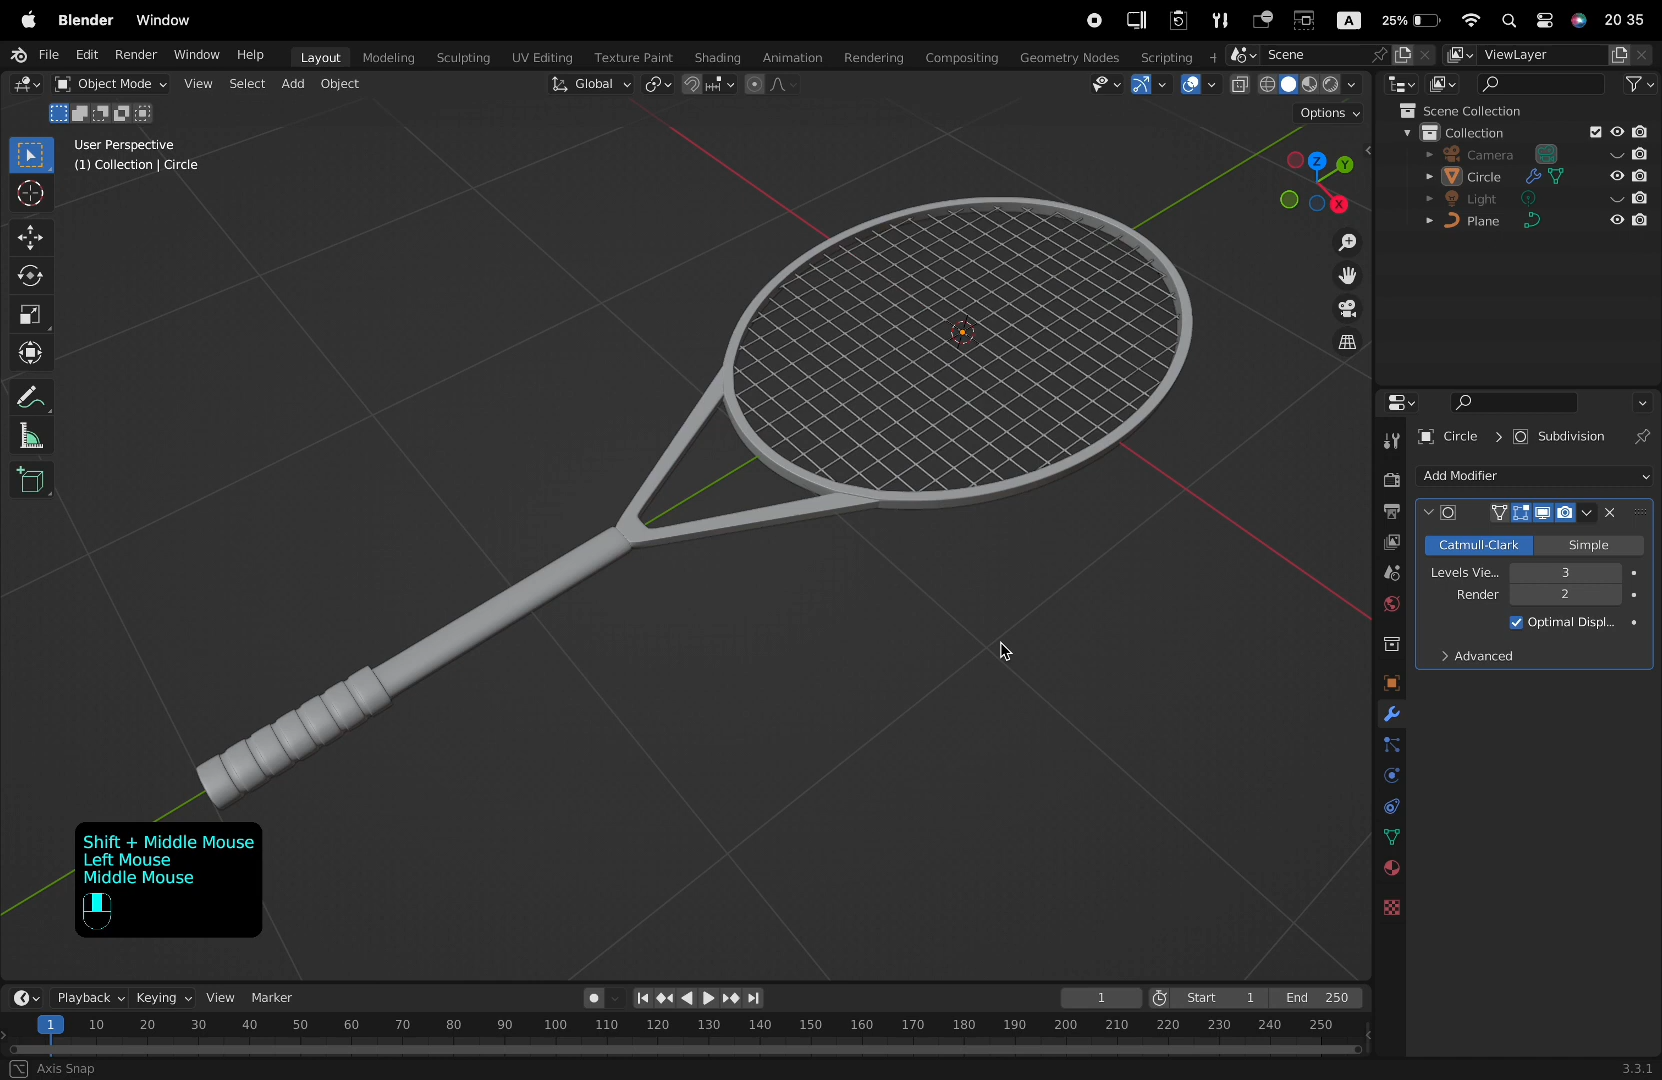 Blender Window A 25% 20 35
File Edit Render Window Help Layout Modeling Sculpting UV Editing Texture Paint Shading Animation Rendering Compositing Geometry Nodes Scripting + Scene ViewLayer
Object Mode View Select Add Object Global
Options
User Perspective
(1) Collection | Circle
Z Y X
Scene Collection
Collection
Camera
Circle
Light
Plane
Circle > Subdivision
Add Modifier
Catmull-Clark Simple
Levels Vie... 3
Render 2
Optimal Displ...
Advanced
Shift + Middle Mouse
Left Mouse
Middle Mouse
Playback Keying View Marker 1 Start 1 End 250
1 10 20 30 40 50 60 70 80 90 100 110 120 130 140 150 160 170 180 190 200 210 220 230 240 250
Axis Snap 3.3.1